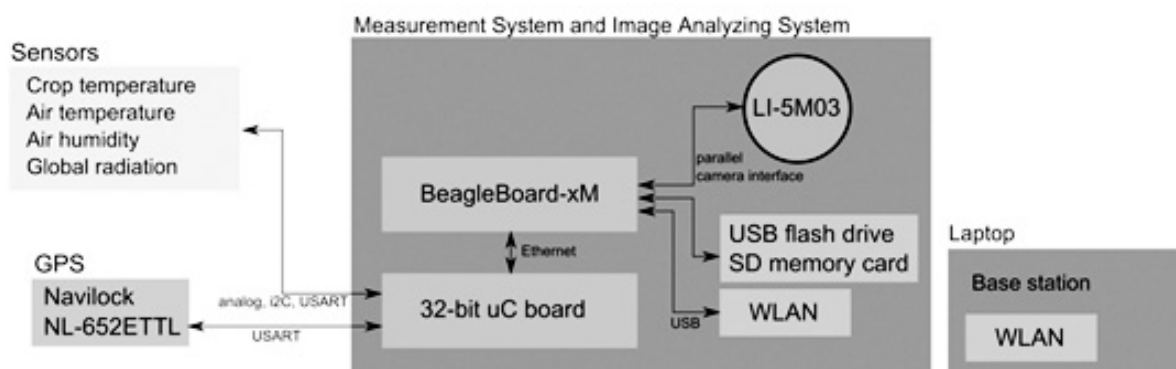 Measurement System and Image Analyzing System
Sensors
Crop temperature
Air temperature
Air humidity
Global radiation
LI-5M03
parallel
camera interface
BeagleBoard-xM
USB flash drive
SD memory card
Ethernet
Laptop
Base station
GPS
Navilock
NL-652ETTL
analog, i2C, USART
USART
32-bit uC board
USB
WLAN
WLAN